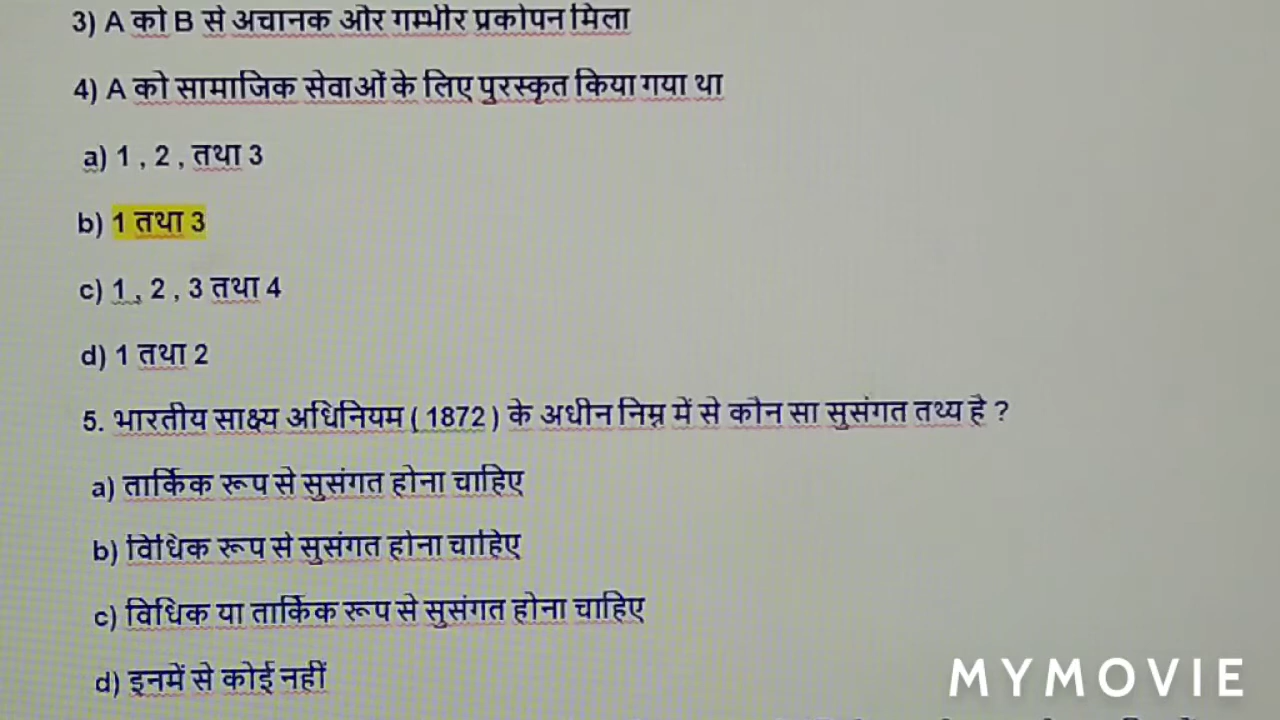 3) A को B से अचानक और गम्भीर प्रकोपन मिला
4) A को सामाजिक सेवाओं के लिए पुरस्कृत किया गया था
a) 1 , 2 , तथा 3
b) 1 तथा 3
c) 1 , 2 , 3 तथा 4
d) 1 तथा 2
5. भारतीय साक्ष्य अधिनियम ( 1872 ) के अधीन निम्न में से कौन सा सुसंगत तथ्य है ?
a) तार्किक रूप से सुसंगत होना चाहिए
b) विधिक रूप से सुसंगत होना चाहिए
c) विधिक या तार्किक रूप से सुसंगत होना चाहिए
d) इनमें से कोई नहीं
MYMOVIE